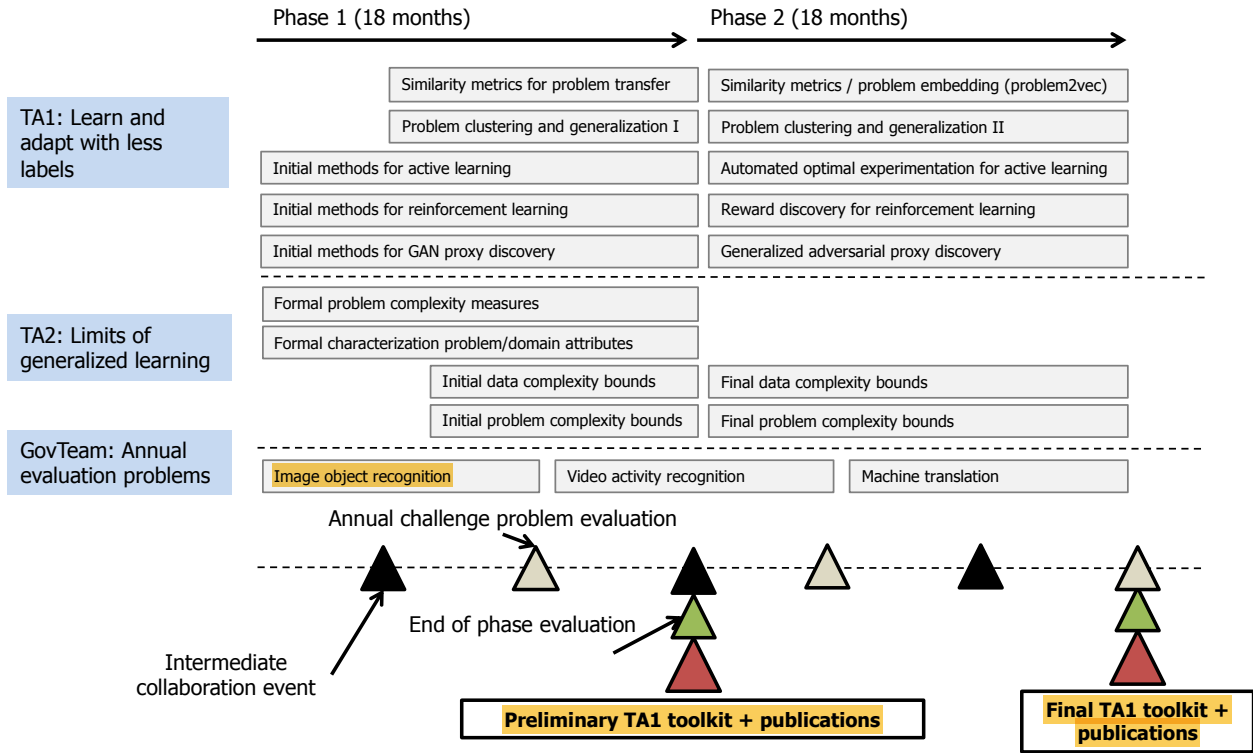 Phase 1 (18 months)
Phase 2 (18 months)
TA1: Learn and
adapt with less
labels
Similarity metrics for problem transfer
Similarity metrics / problem embedding (problem2vec)
Problem clustering and generalization I
Problem clustering and generalization II
Initial methods for active learning
Automated optimal experimentation for active learning
Initial methods for reinforcement learning
Reward discovery for reinforcement learning
Initial methods for GAN proxy discovery
Generalized adversarial proxy discovery
TA2: Limits of
generalized learning
Formal problem complexity measures
Formal characterization problem/domain attributes
Initial data complexity bounds
Final data complexity bounds
Initial problem complexity bounds
Final problem complexity bounds
GovTeam: Annual
evaluation problems
Image object recognition
Video activity recognition
Machine translation
Annual challenge problem evaluation
End of phase evaluation
Intermediate
collaboration event
Preliminary TA1 toolkit + publications
Final TA1 toolkit +
publications